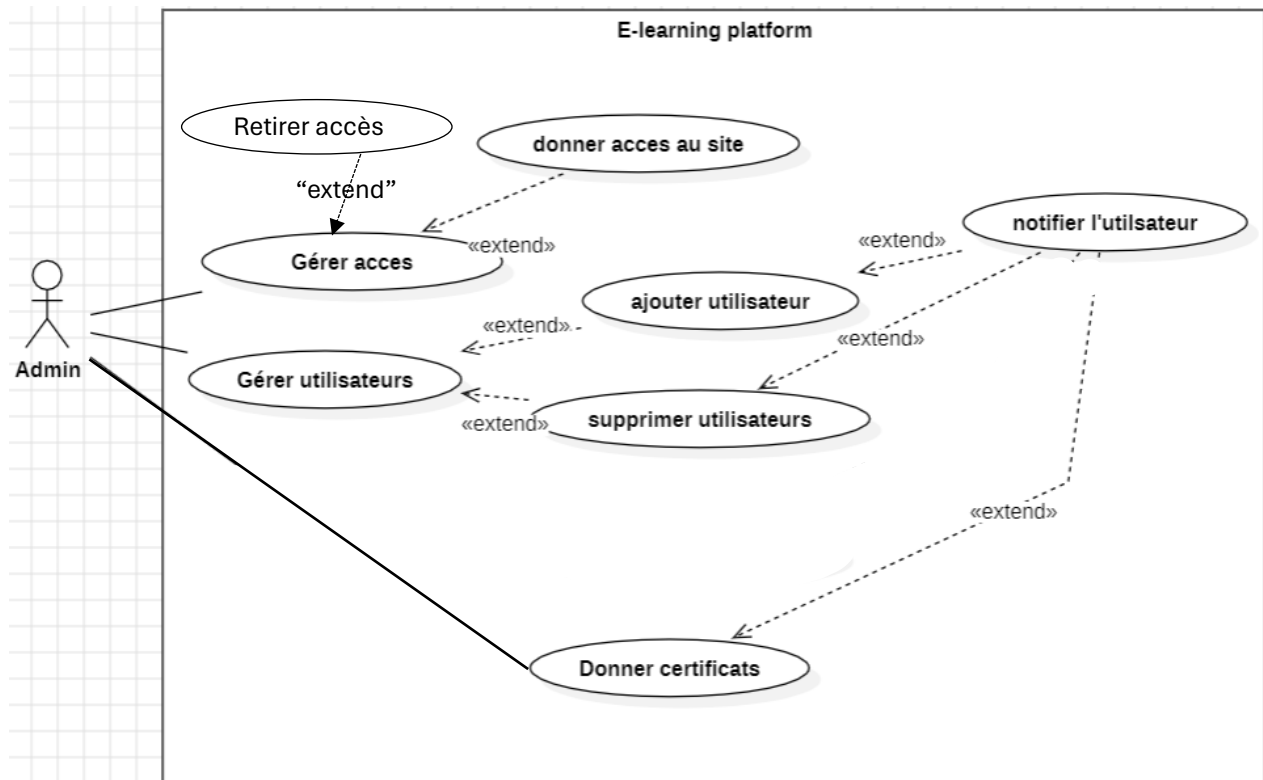 E-learning platform
Retirer accès
donner acces au site
“extend”
notifier l'utilsateur
«extend»
Gérer acces
«extend»
ajouter utilisateur
«extend»
«extend»
Admin
Gérer utilisateurs
supprimer utilisateurs
«extend»
«extend»
Donner certificats